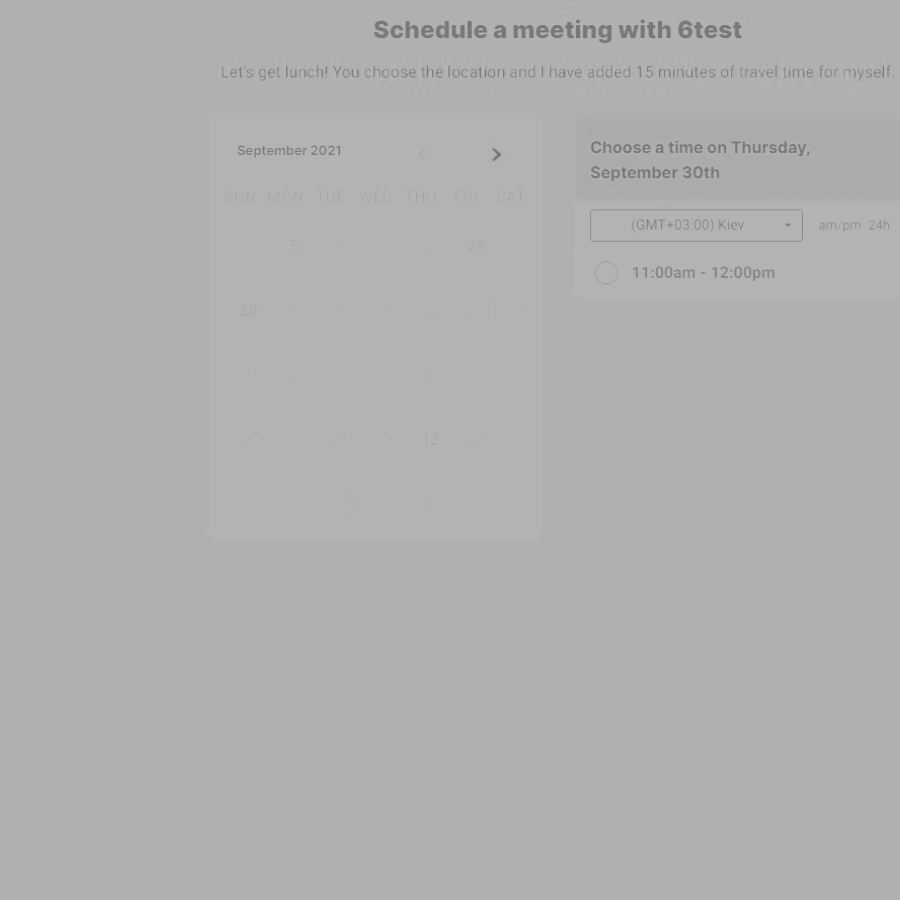 Schedule a meeting with 6test
Let's get lunch! You choose the location and I have added 15 minutes of travel time for myself.
September 2021
SUN MON TUE WED THU FRI SAT
5 28
28
12
Choose a time on Thursday,
September 30th
(GMT+03:00) Kiev am/pm 24h
11:00am - 12:00pm